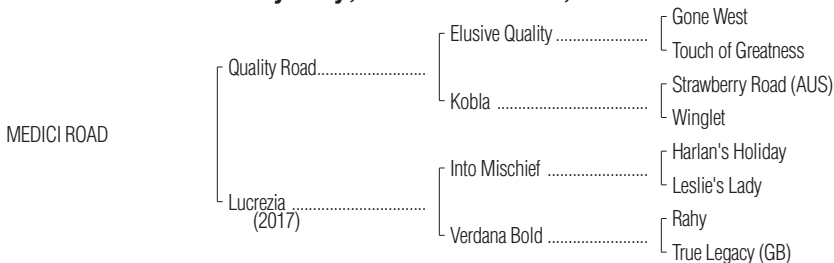 Gone West
Elusive Quality ......................
Touch of Greatness
Quality Road..........................
Strawberry Road (AUS)
Kobla ....................................
Winglet
MEDICI ROAD
Harlan's Holiday
Into Mischief ........................
Leslie's Lady
Lucrezia ................................
(2017)
Rahy
Verdana Bold ........................
True Legacy (GB)